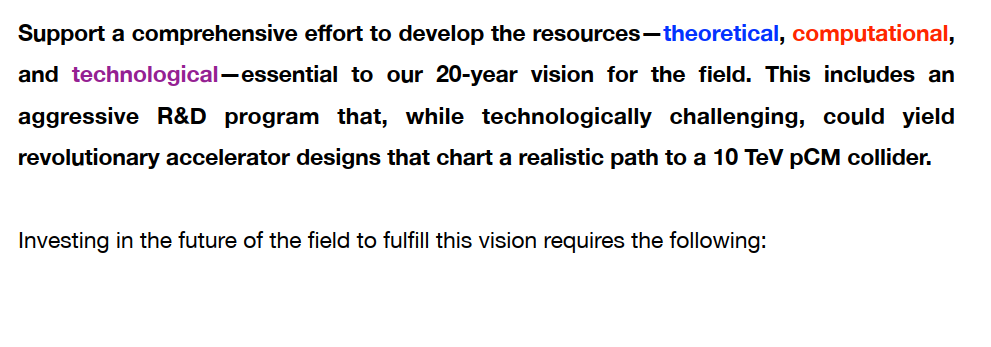 Support a comprehensive effort to develop the resources—theoretical, computational,
and technological—essential to our 20-year vision for the field. This includes an
aggressive R&D program that, while technologically challenging, could yield
revolutionary accelerator designs that chart a realistic path to a 10 TeV pCM collider.
Investing in the future of the field to fulfill this vision requires the following: